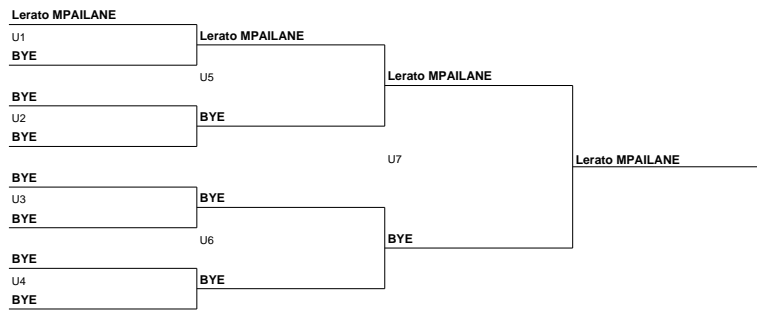 Lerato MPAILANE
U1
Lerato MPAILANE
BYE
U5
Lerato MPAILANE
BYE
U2
BYE
BYE
U7
Lerato MPAILANE
BYE
U3
BYE
BYE
U6
BYE
BYE
U4
BYE
BYE